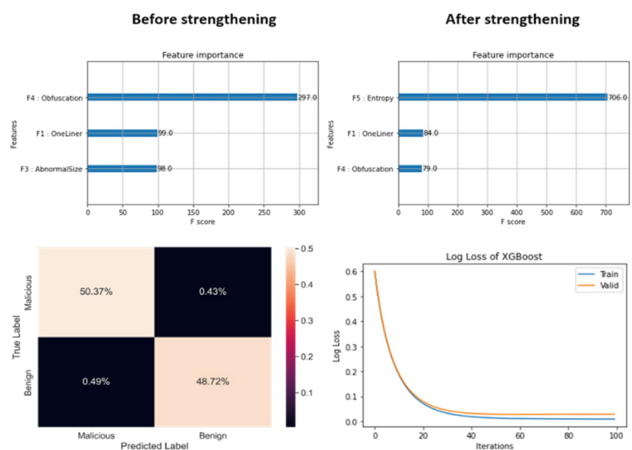 Before strengthening
After strengthening
Feature importance
Features
F4 : Obfuscation
297.0
F1 : OneLiner
99.0
F3 : AbnormalSize
98.0
0 50 100 150 200 250 300
F score
Feature importance
Features
F5 : Entropy
706.0
F1 : OneLiner
84.0
F4 : Obfuscation
79.0
0 100 200 300 400 500 600 700
F score
True Label
Malicious
Benign
50.37%
0.43%
0.49%
48.72%
Malicious
Benign
Predicted Label
0.5
0.4
0.3
0.2
0.1
Log Loss of XGBoost
Log Loss
0.6
0.5
0.4
0.3
0.2
0.1
0.0
Train
Valid
0 20 40 60 80 100
Iterations